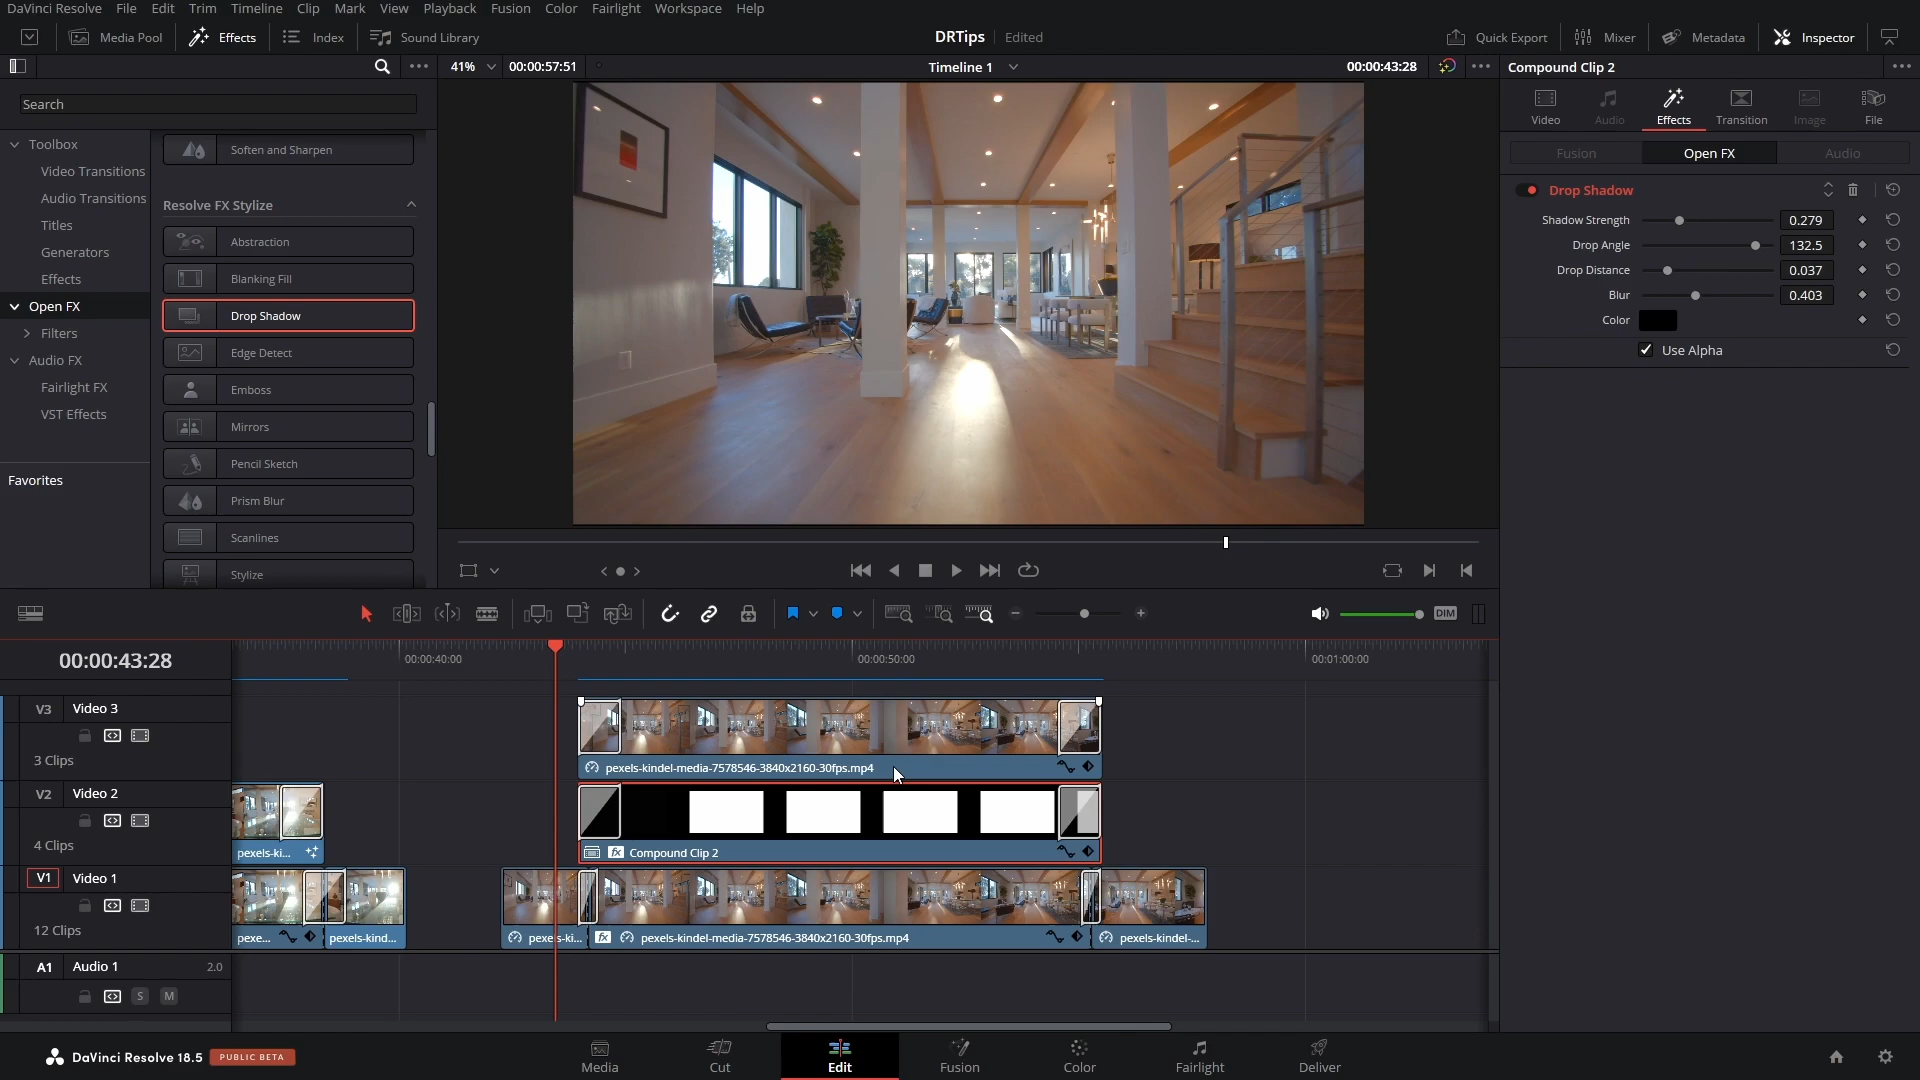 DaVinci Resolve File Edit Trim Timeline Clip Mark View Playback Fusion Color Fairlight Workspace Help
Media Pool Effects Index Sound Library DRTips Edited Quick Export Mixer Metadata Inspector
41% 00:00:57:51 Timeline 1 00:00:43:28 Compound Clip 2
Search
Toolbox
Video Transitions
Audio Transitions
Titles
Generators
Effects
Open FX
Filters
Audio FX
Fairlight FX
VST Effects
Favorites
Soften and Sharpen
Resolve FX Stylize
Abstraction
Blanking Fill
Drop Shadow
Edge Detect
Emboss
Mirrors
Pencil Sketch
Prism Blur
Scanlines
Stylize
Video Audio Effects Transition Image File
Fusion Open FX Audio
Drop Shadow
Shadow Strength 0.279
Drop Angle 132.5
Drop Distance 0.037
Blur 0.403
Color
Use Alpha
DIM
00:00:43:28 00:00:40:00 00:00:50:00 00:01:00:00
V3 Video 3
3 Clips
pexels-kindel-media-7578546-3840x2160-30fps.mp4
V2 Video 2
4 Clips
pexels-ki... fx Compound Clip 2
V1 Video 1
12 Clips
pexe... pexels-kind... pexels-ki... fx pexels-kindel-media-7578546-3840x2160-30fps.mp4 pexels-kindel-...
A1 Audio 1 2.0
S M
DaVinci Resolve 18.5 PUBLIC BETA
Media Cut Edit Fusion Color Fairlight Deliver